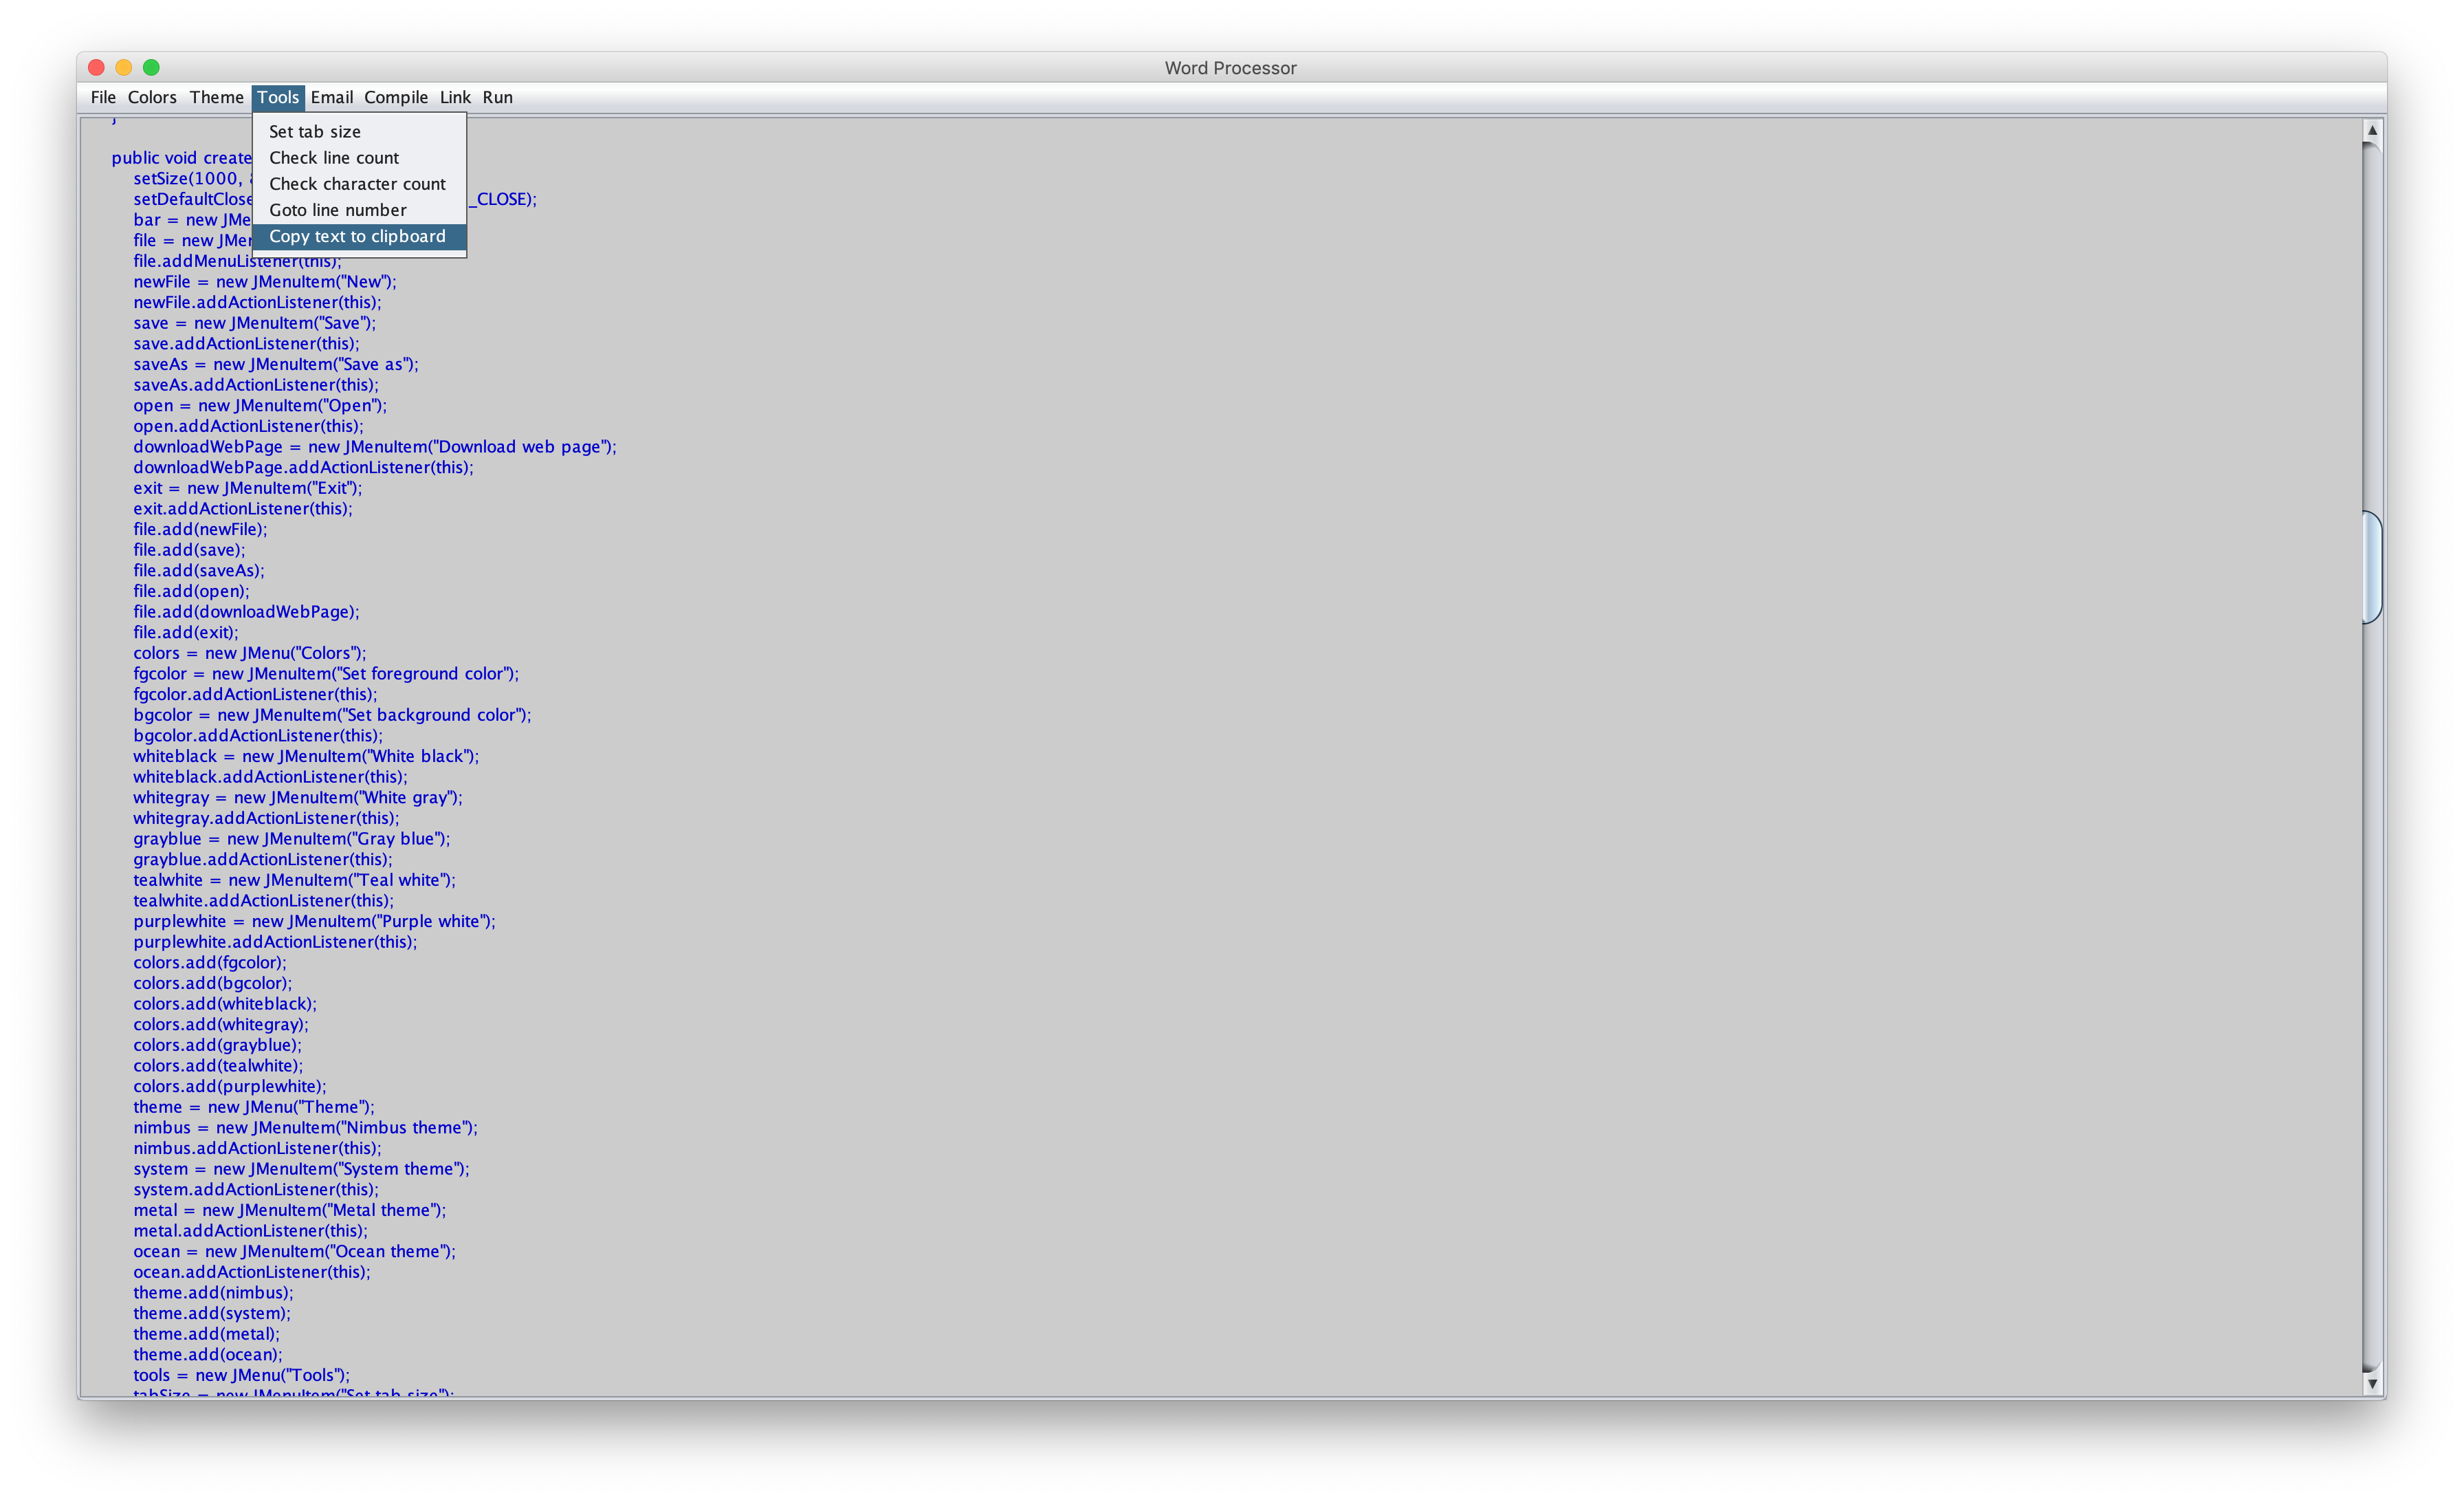 Word Processor
File Colors Theme Tools Email Compile Link Run
Set tab size
Check line count
Check character count
Goto line number
Copy text to clipboard
}
public void create
setSize(1000,
setDefaultClose _CLOSE);
bar = new JMe
file = new JMe
file.addMenuListener(this);
newFile = new JMenuItem("New");
newFile.addActionListener(this);
save = new JMenuItem("Save");
save.addActionListener(this);
saveAs = new JMenuItem("Save as");
saveAs.addActionListener(this);
open = new JMenuItem("Open");
open.addActionListener(this);
downloadWebPage = new JMenuItem("Download web page");
downloadWebPage.addActionListener(this);
exit = new JMenuItem("Exit");
exit.addActionListener(this);
file.add(newFile);
file.add(save);
file.add(saveAs);
file.add(open);
file.add(downloadWebPage);
file.add(exit);
colors = new JMenu("Colors");
fgcolor = new JMenuItem("Set foreground color");
fgcolor.addActionListener(this);
bgcolor = new JMenuItem("Set background color");
bgcolor.addActionListener(this);
whiteblack = new JMenuItem("White black");
whiteblack.addActionListener(this);
whitegray = new JMenuItem("White gray");
whitegray.addActionListener(this);
grayblue = new JMenuItem("Gray blue");
grayblue.addActionListener(this);
tealwhite = new JMenuItem("Teal white");
tealwhite.addActionListener(this);
purplewhite = new JMenuItem("Purple white");
purplewhite.addActionListener(this);
colors.add(fgcolor);
colors.add(bgcolor);
colors.add(whiteblack);
colors.add(whitegray);
colors.add(grayblue);
colors.add(tealwhite);
colors.add(purplewhite);
theme = new JMenu("Theme");
nimbus = new JMenuItem("Nimbus theme");
nimbus.addActionListener(this);
system = new JMenuItem("System theme");
system.addActionListener(this);
metal = new JMenuItem("Metal theme");
metal.addActionListener(this);
ocean = new JMenuItem("Ocean theme");
ocean.addActionListener(this);
theme.add(nimbus);
theme.add(system);
theme.add(metal);
theme.add(ocean);
tools = new JMenu("Tools");
tabSize = new JMenuItem("Set tab size");